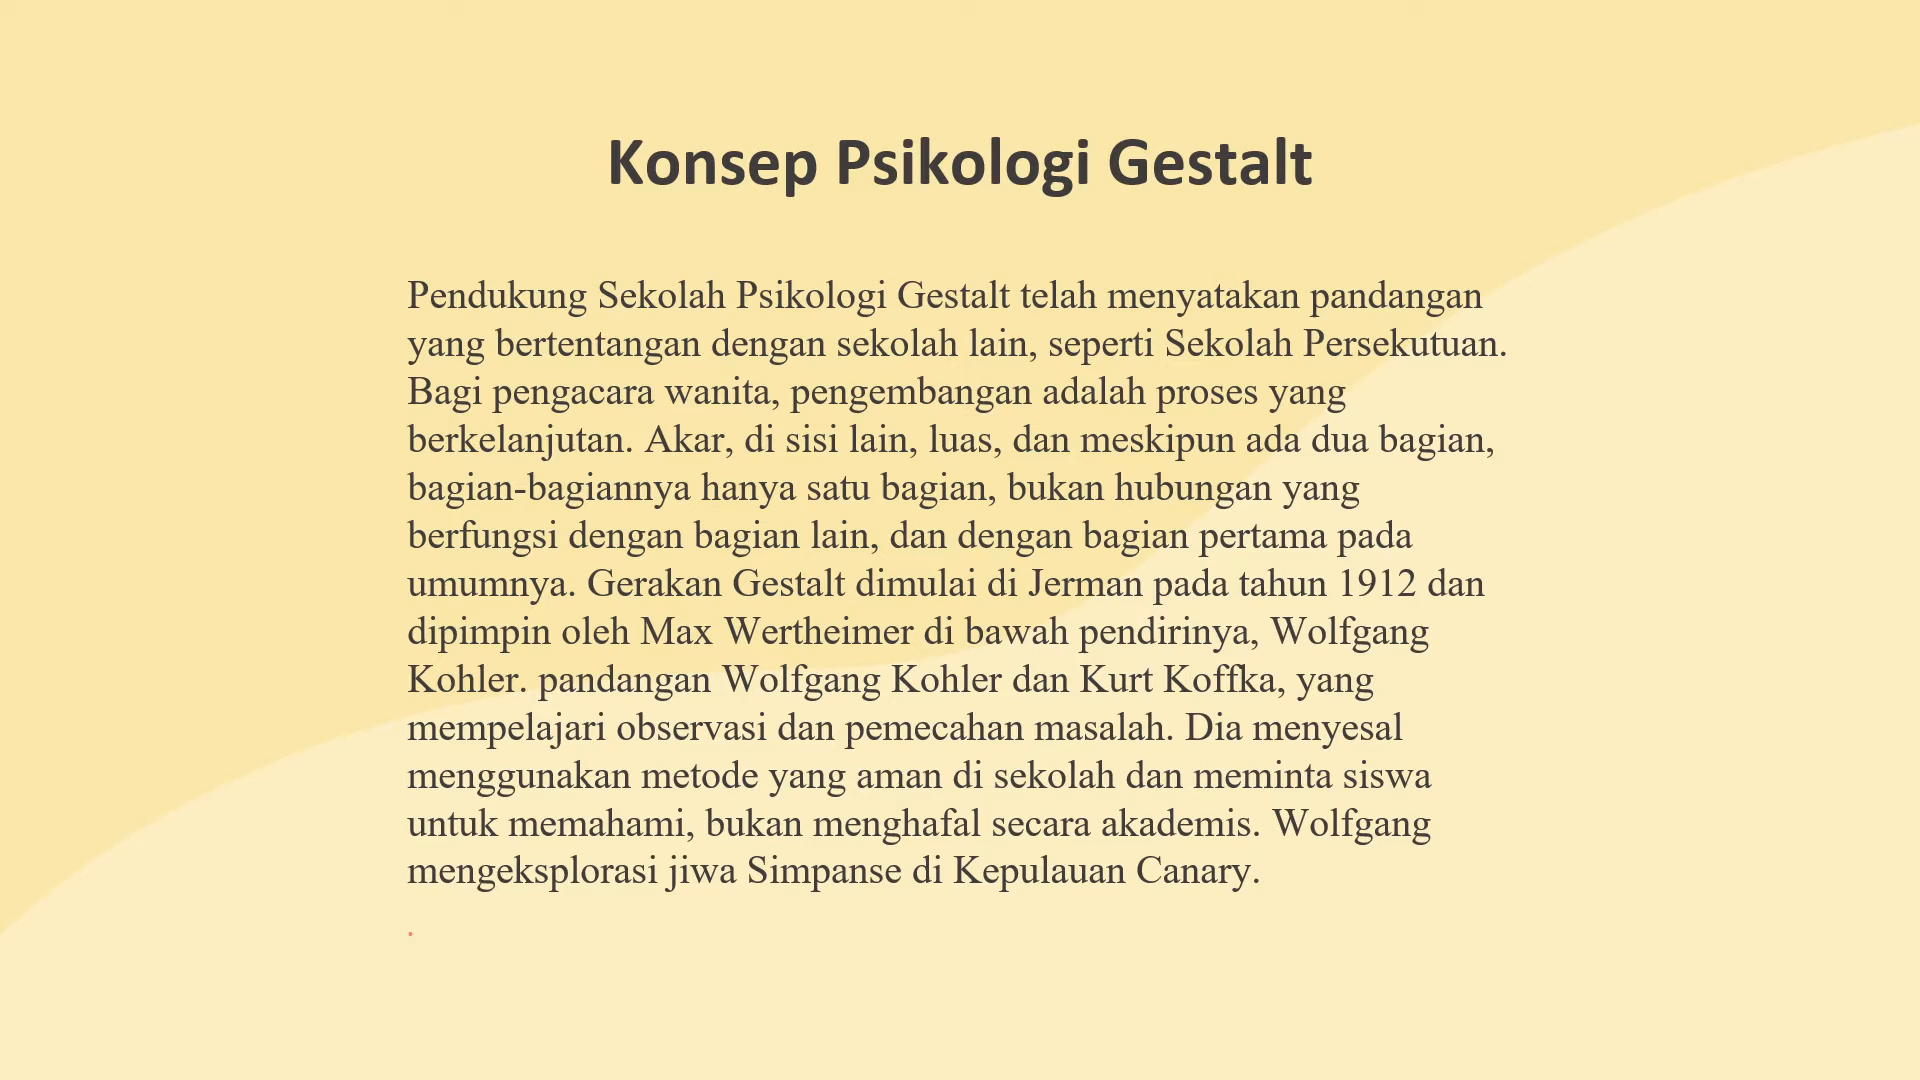 Konsep Psikologi Gestalt
Pendukung Sekolah Psikologi Gestalt telah menyatakan pandangan
yang bertentangan dengan sekolah lain, seperti Sekolah Persekutuan.
Bagi pengacara wanita, pengembangan adalah proses yang
berkelanjutan. Akar, di sisi lain, luas, dan meskipun ada dua bagian,
bagian-bagiannya hanya satu bagian, bukan hubungan yang
berfungsi dengan bagian lain, dan dengan bagian pertama pada
umumnya. Gerakan Gestalt dimulai di Jerman pada tahun 1912 dan
dipimpin oleh Max Wertheimer di bawah pendirinya, Wolfgang
Kohler. pandangan Wolfgang Kohler dan Kurt Koffka, yang
mempelajari observasi dan pemecahan masalah. Dia menyesal
menggunakan metode yang aman di sekolah dan meminta siswa
untuk memahami, bukan menghafal secara akademis. Wolfgang
mengeksplorasi jiwa Simpanse di Kepulauan Canary.
.